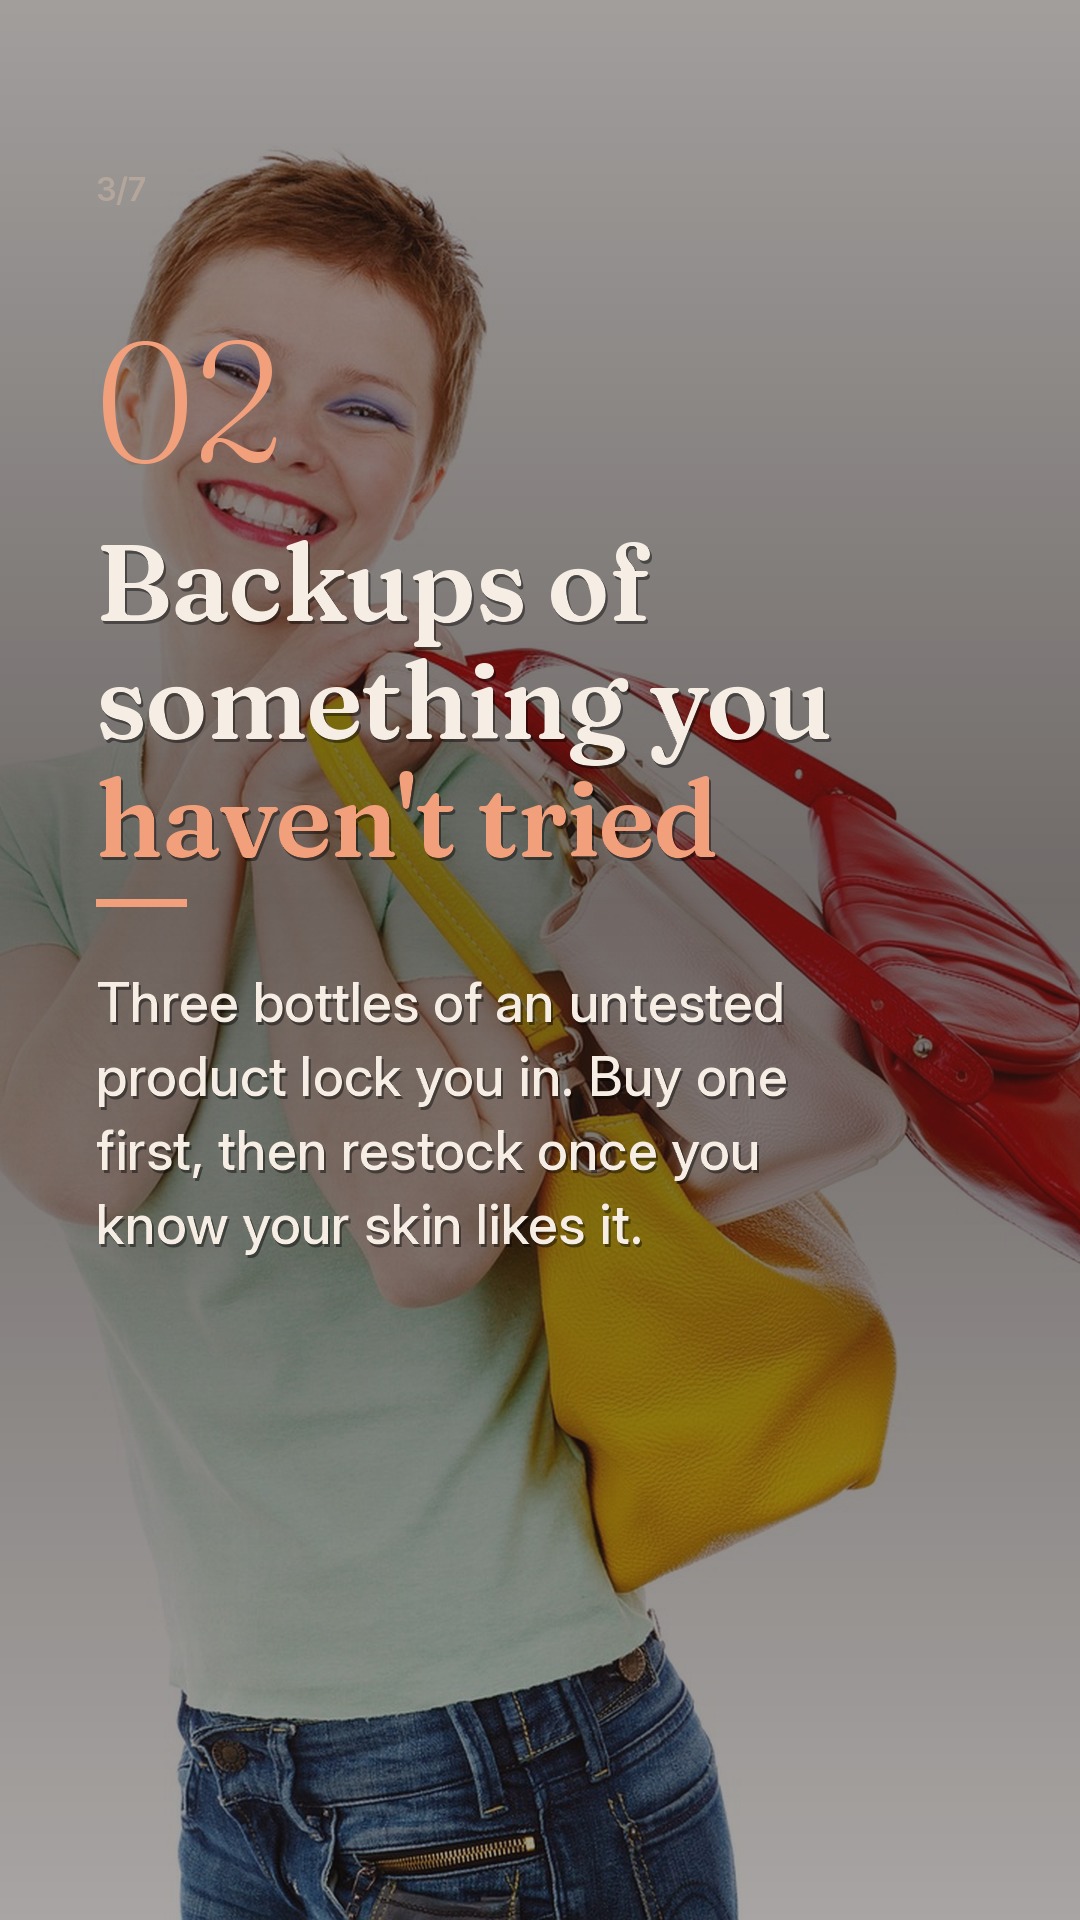 3/7
02
Backups of
something you
haven't tried
Three bottles of an untested
product lock you in. Buy one
first, then restock once you
know your skin likes it.